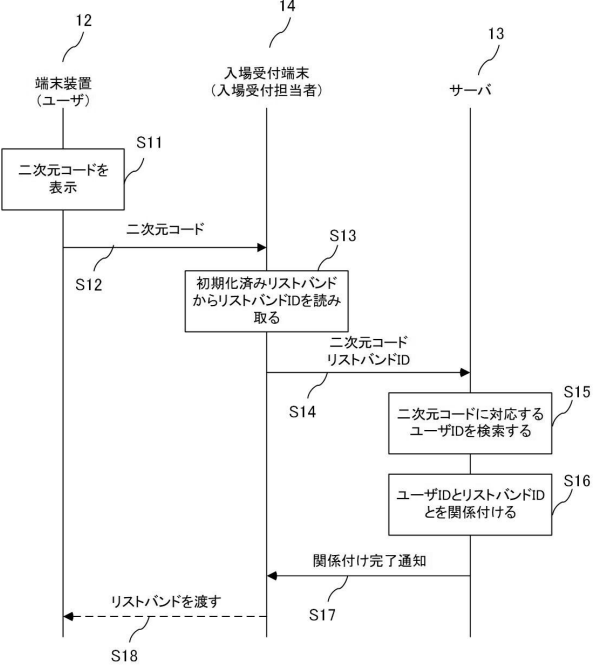 12
14
13
端末装置
(ユーザ)
入場受付端末
(入場受付担当者)
サーバ
S11
二次元コードを
表示
二次元コード
S12
S13
初期化済みリストバンド
からリストバンドIDを読み
取る
二次元コード
リストバンドID
S14
S15
二次元コードに対応する
ユーザIDを検索する
S16
ユーザIDとリストバンドID
とを関係付ける
関係付け完了通知
S17
リストバンドを渡す
S18